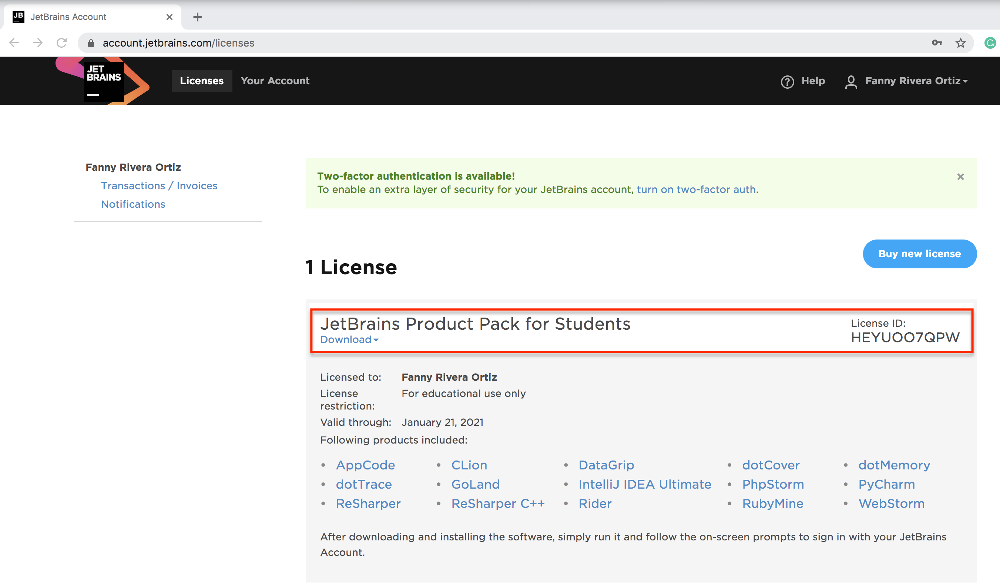 JB JetBrains Account
account.jetbrains.com/licenses
JET
BRAINS
Licenses
Your Account
Help
Fanny Rivera Ortiz
Fanny Rivera Ortiz
Transactions / Invoices
Notifications
Two-factor authentication is available!
To enable an extra layer of security for your JetBrains account, turn on two-factor auth.
Buy new license
1 License
JetBrains Product Pack for Students
Download
License ID:
HEYUOO7QPW
Licensed to: Fanny Rivera Ortiz
License For educational use only
restriction:
Valid through: January 21, 2021
Following products included:
• AppCode • CLion • DataGrip • dotCover • dotMemory
• dotTrace • GoLand • IntelliJ IDEA Ultimate • PhpStorm • PyCharm
• ReSharper • ReSharper C++ • Rider • RubyMine • WebStorm
After downloading and installing the software, simply run it and follow the on-screen prompts to sign in with your JetBrains
Account.